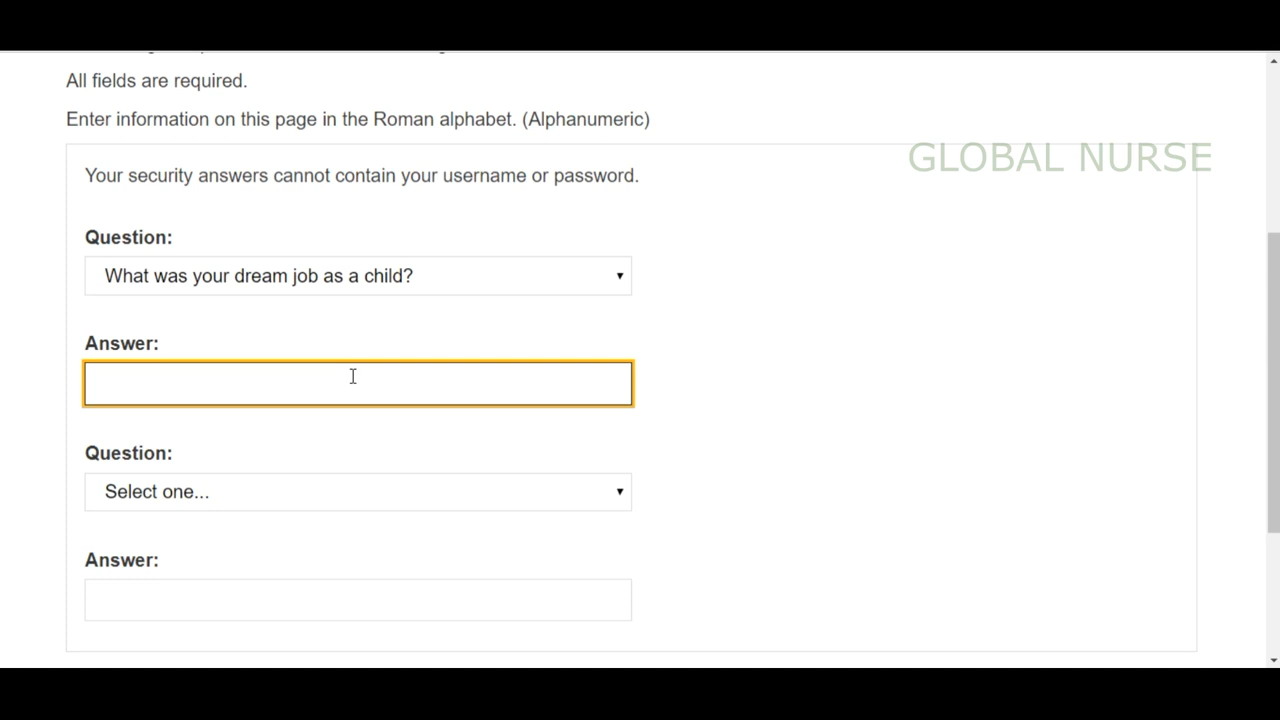 All fields are required.
Enter information on this page in the Roman alphabet. (Alphanumeric)
GLOBAL NURSE
Your security answers cannot contain your username or password.
Question:
What was your dream job as a child?
Answer:
Question:
Select one...
Answer: